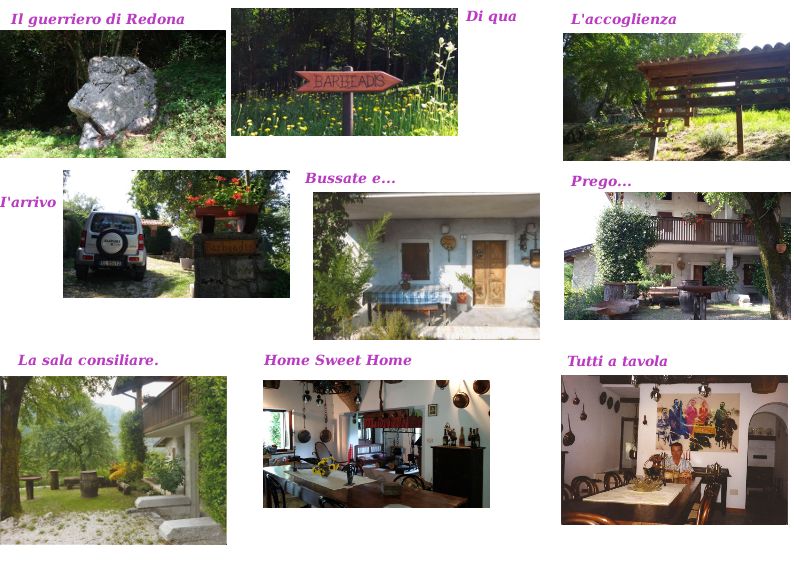 Il guerriero di Redona
Di qua
L'accoglienza
BARBEADIS
l'arrivo
Bussate e...
Prego...
Barbeadis
La sala consiliare.
Home Sweet Home
Tutti a tavola